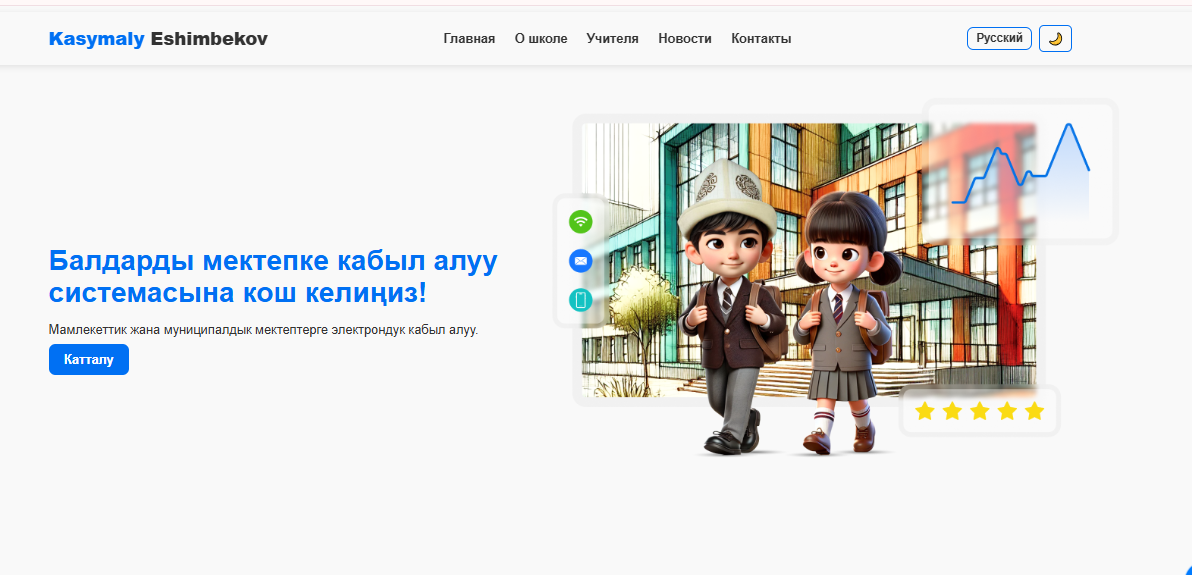 Kasymaly Eshimbekov
Главная О школе Учителя Новости Контакты
Русский
Балдарды мектепке кабыл алуу
системасына кош келиңиз!
Мамлекеттик жана муниципалдык мектептерге электрондук кабыл алуу.
Катталу